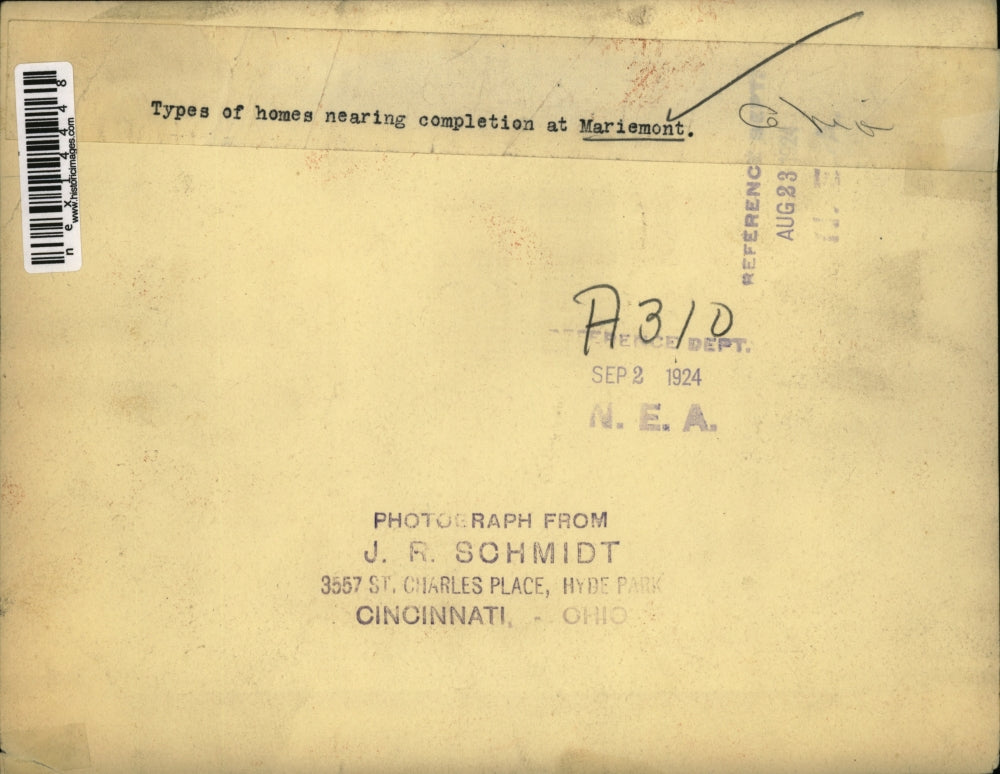 Types of homes nearing completion at Mariemont.
nex14448
www.historicimages.com
AUG 23
A310
REFERENCE DEPT.
SEP 2 1924
N. E. A.
PHOTOGRAPH FROM
J. R. SCHMIDT
3557 ST. CHARLES PLACE, HYDE PARK
CINCINNATI, - OHIO